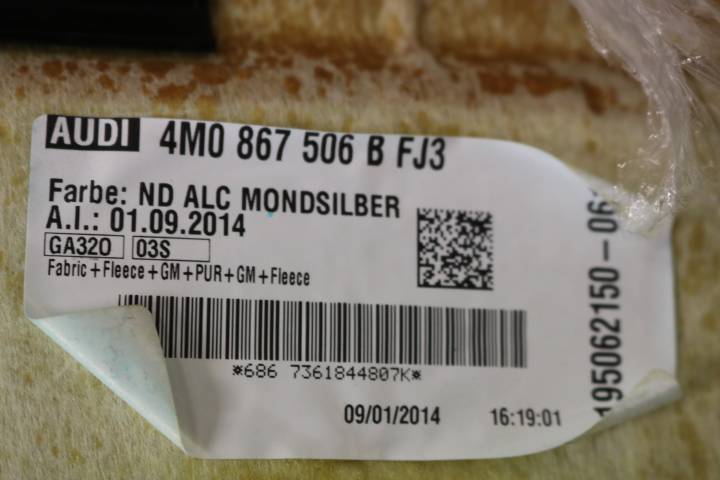 AUDI 4M0 867 506 B FJ3
Farbe: ND ALC MONDSILBER
A.I.: 01.09.2014
GA320 03S
Fabric+Fleece+GM+PUR+GM+Fleece
*686 7361844807K*
09/01/2014 16:19:01
195062150-06